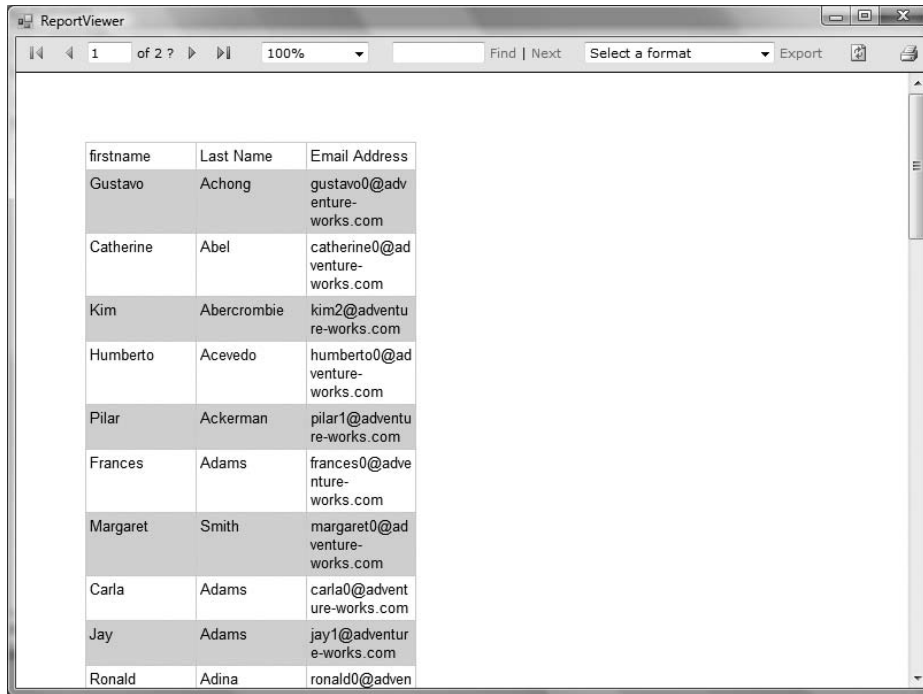 ReportViewer
1 of 2 ? 100% Find | Next Select a format Export
firstname Last Name Email Address
Gustavo Achong gustavo0@adv
enture-
works.com
Catherine Abel catherine0@ad
venture-
works.com
Kim Abercrombie kim2@adventu
re-works.com
Humberto Acevedo humberto0@ad
venture-
works.com
Pilar Ackerman pilar1@adventu
re-works.com
Frances Adams frances0@adve
nture-
works.com
Margaret Smith margaret0@ad
venture-
works.com
Carla Adams carla0@advent
ure-works.com
Jay Adams jay1@adventur
e-works.com
Ronald Adina ronald0@adven